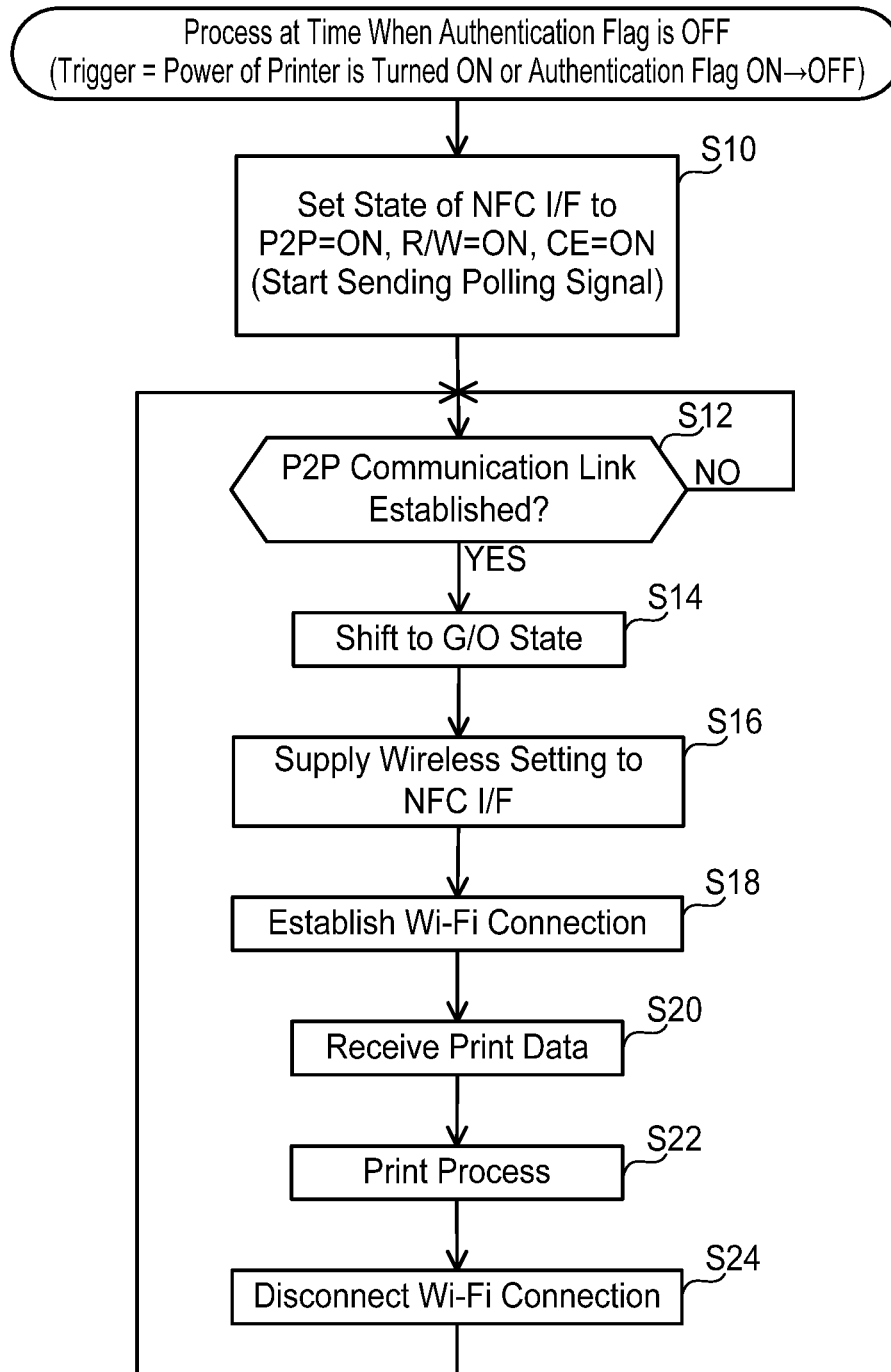 Process at Time When Authentication Flag is OFF
(Trigger = Power of Printer is Turned ON or Authentication Flag ON→OFF)
S10
Set State of NFC I/F to
P2P=ON, R/W=ON, CE=ON
(Start Sending Polling Signal)
S12
P2P Communication Link
Established?
NO
YES
S14
Shift to G/O State
S16
Supply Wireless Setting to
NFC I/F
S18
Establish Wi-Fi Connection
S20
Receive Print Data
S22
Print Process
S24
Disconnect Wi-Fi Connection